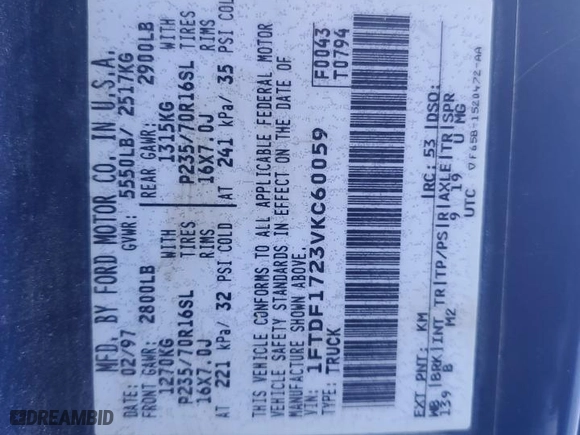 MFD. BY FORD MOTOR CO. IN U.S.A.
DATE: 02/97 GVWR: 5550LB/ 2517KG
FRONT GAWR: 2800LB REAR GAWR: 2900LB
1270KG WITH 1315KG WITH
P235/70R16SL TIRES P235/70R16SL TIRES
16X7.0J RIMS 16X7.0J RIMS
AT 221 kPa/ 32 PSI COLD AT 241 kPa/ 35 PSI COLD
THIS VEHICLE CONFORMS TO ALL APPLICABLE FEDERAL MOTOR
VEHICLE SAFETY STANDARDS IN EFFECT ON THE DATE OF
MANUFACTURE SHOWN ABOVE.
VIN: 1FTDF1723VKC60059
TYPE: TRUCK
F0043
T0794
EXT PNT: KM RC: 53 DSO:
WB BRK INT TR TP/PS R AXLE TR SPR
139 B M2 9 19 U MG
UTC
VF65B-1520472-AA
© DREAMBID